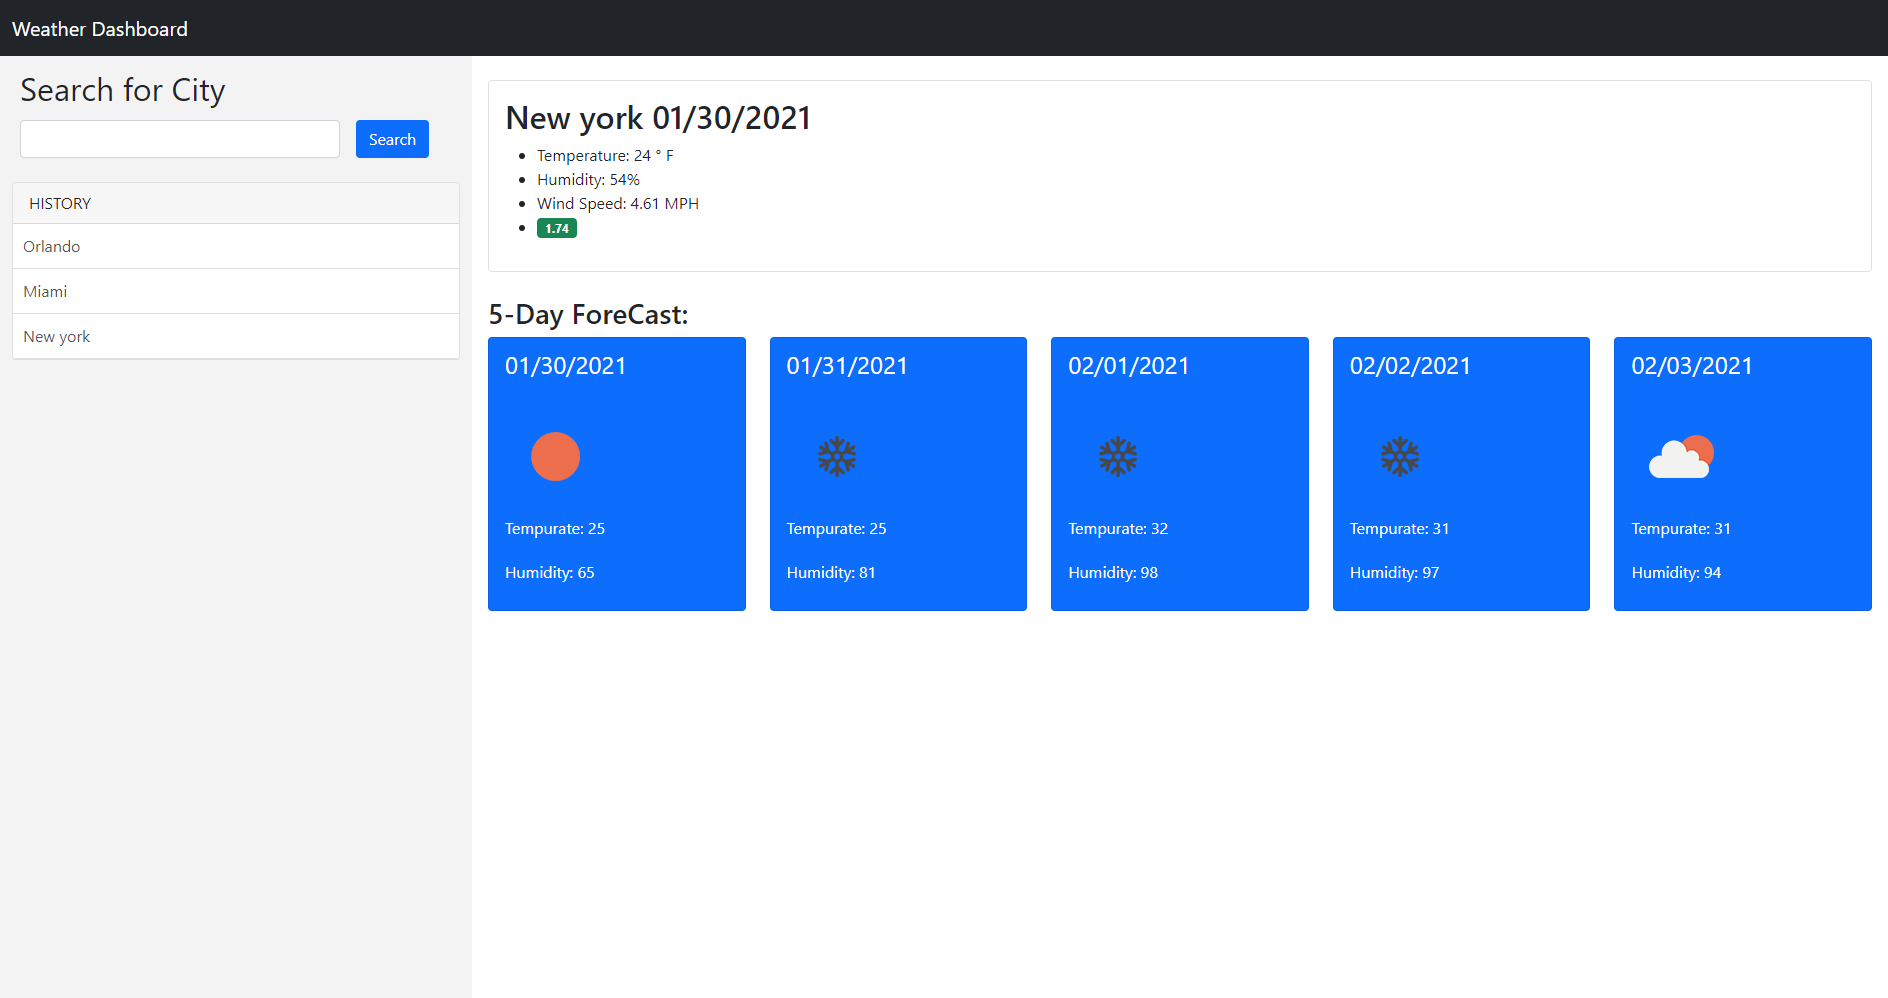 Weather Dashboard
Search for City
Search
HISTORY
Orlando
Miami
New york
New york 01/30/2021
Temperature: 24 ° F
Humidity: 54%
Wind Speed: 4.61 MPH
1.74
5-Day ForeCast:
01/30/2021
Tempurate: 25
Humidity: 65
01/31/2021
Tempurate: 25
Humidity: 81
02/01/2021
Tempurate: 32
Humidity: 98
02/02/2021
Tempurate: 31
Humidity: 97
02/03/2021
Tempurate: 31
Humidity: 94